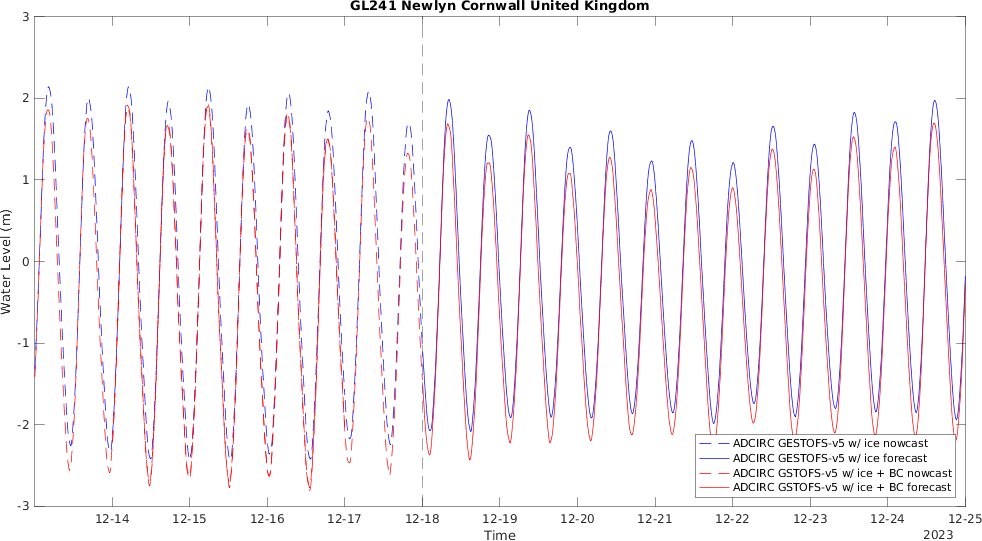 GL241 Newlyn Cornwall United Kingdom
3
2
1
0
-1
-2
-3
Water Level (m)
12-14
12-15
12-16
12-17
12-18
12-19
12-20
12-21
12-22
12-23
12-24
12-25
Time
2023
ADCIRC GESTOFS-v5 w/ ice nowcast
ADCIRC GESTOFS-v5 w/ ice forecast
ADCIRC GSTOFS-v5 w/ ice + BC nowcast
ADCIRC GSTOFS-v5 w/ ice + BC forecast